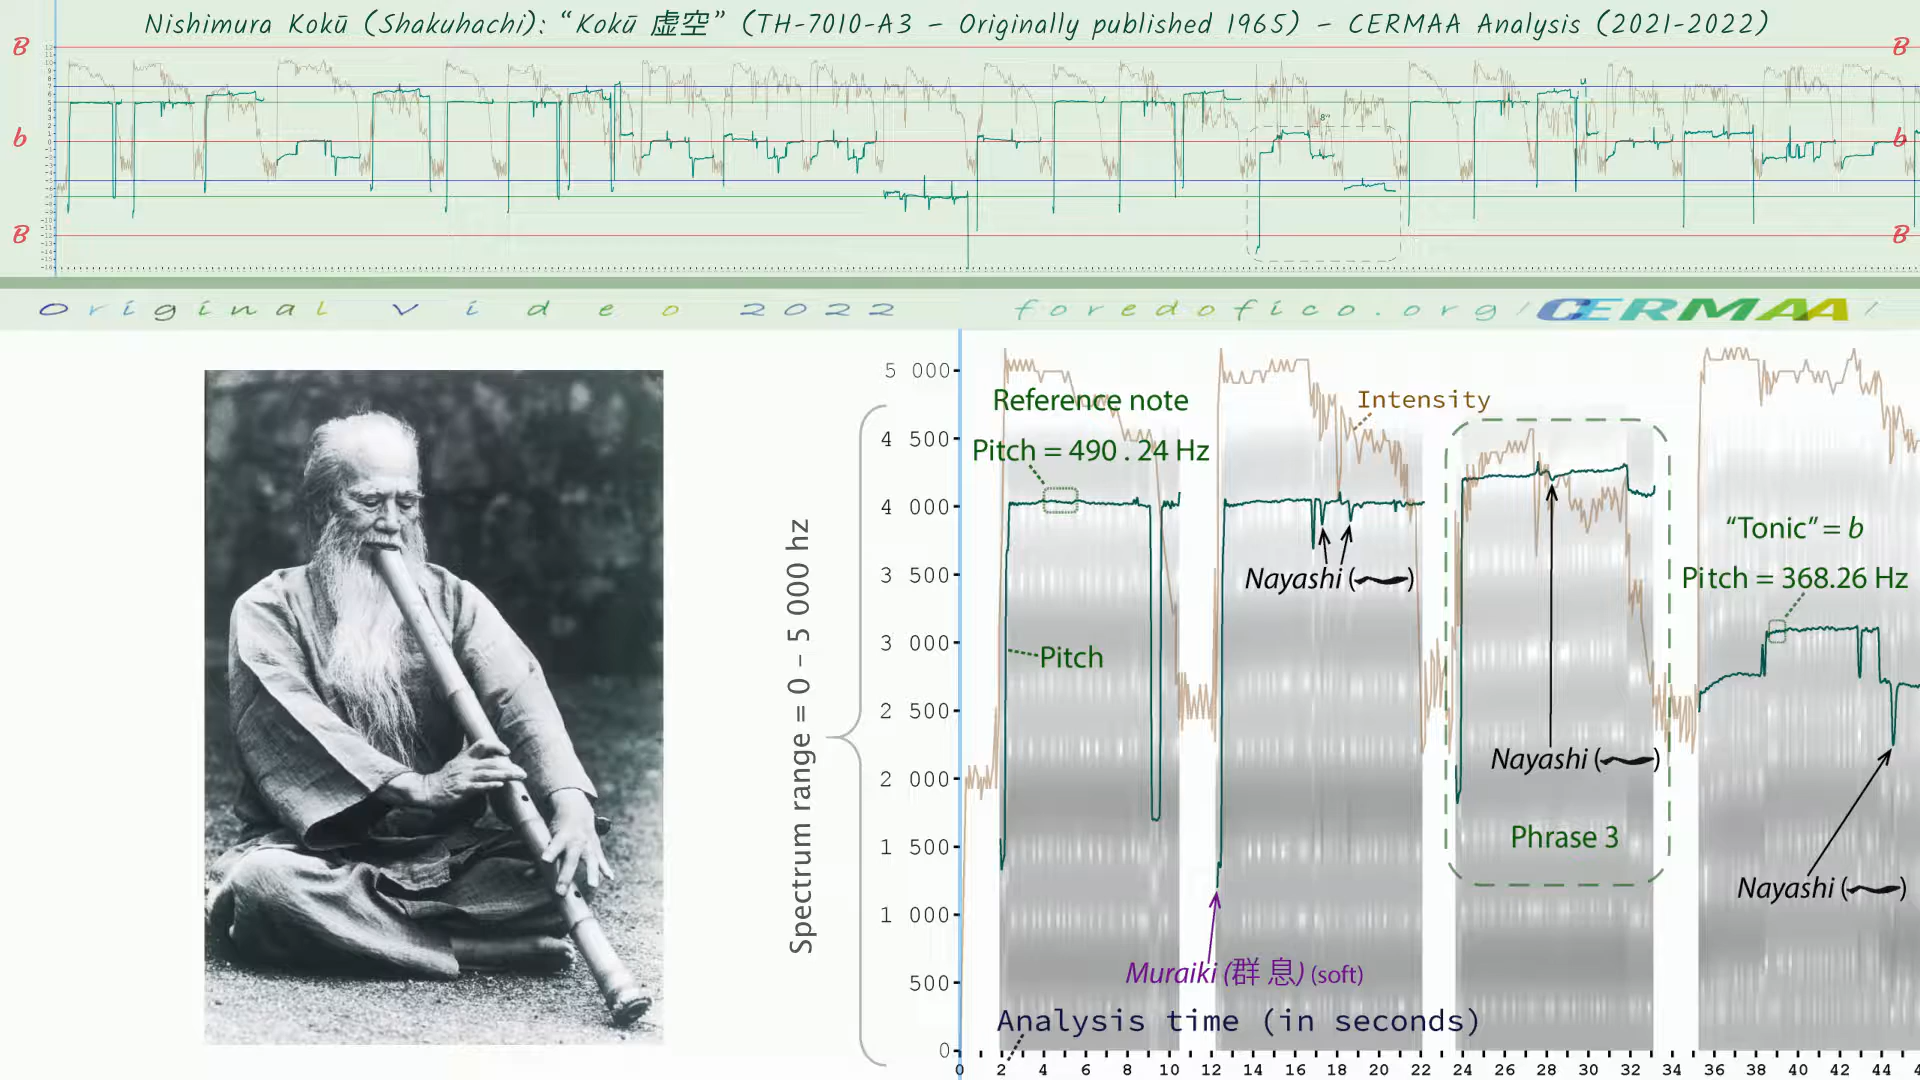 Nishimura Kokū (Shakuhachi): “Kokū 虚空” (TH-7010-A3 – Originally published 1965) – CERMAA Analysis (2021-2022)
B
B
b
b
B
B
8ᵛᵉ
Original Video 2022
foredofico.org/CERMAA/
Spectrum range = 0 – 5 000 hz
5 000
4 500
4 000
3 500
3 000
2 500
2 000
1 500
1 000
500
0
Reference note
Pitch = 490.24 Hz
Intensity
Nayashi
Pitch
Muraiki (群息) (soft)
Nayashi
Phrase 3
“Tonic” = b
Pitch = 368.26 Hz
Nayashi
Analysis time (in seconds)
0 2 4 6 8 10 12 14 16 18 20 22 24 26 28 30 32 34 36 38 40 42 44